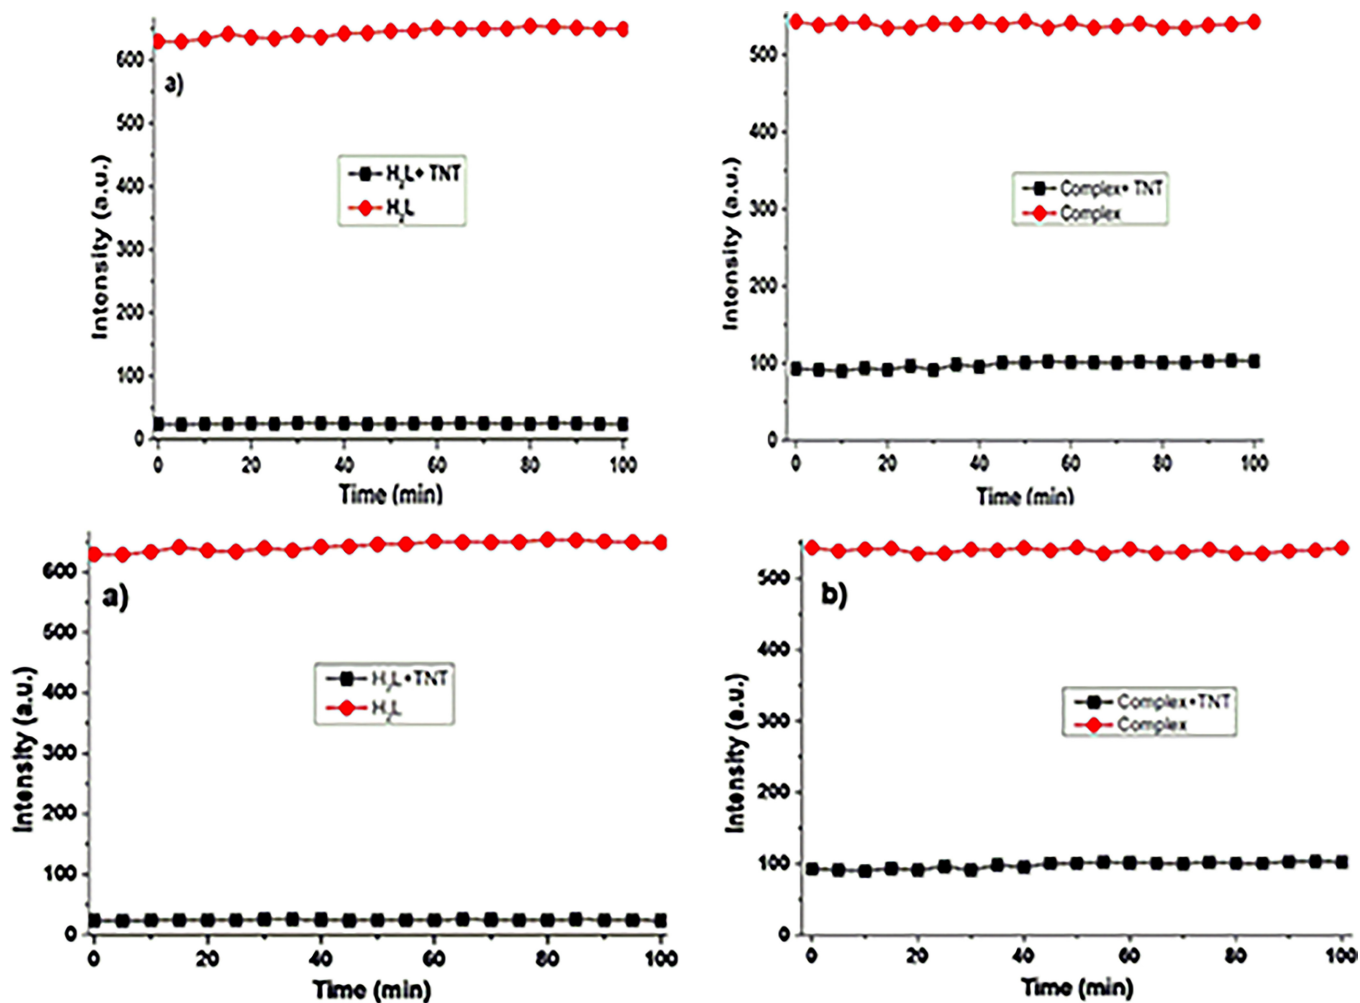 600
500
400
300
200
100
0
Intensity (a.u.)
a)
H₂L+ TNT
H₂L
0 20 40 60 80 100
Time (min)
500
400
300
200
100
0
Intensity (a.u.)
Complex+ TNT
Complex
0 20 40 60 80 100
Time (min)
600
500
400
300
200
100
0
Intensity (a.u.)
a)
H₂L+TNT
H₂L
0 20 40 60 80 100
Time (min)
500
400
300
200
100
0
Intensity (a.u.)
b)
Complex+TNT
Complex
0 20 40 60 80 100
Time (min)